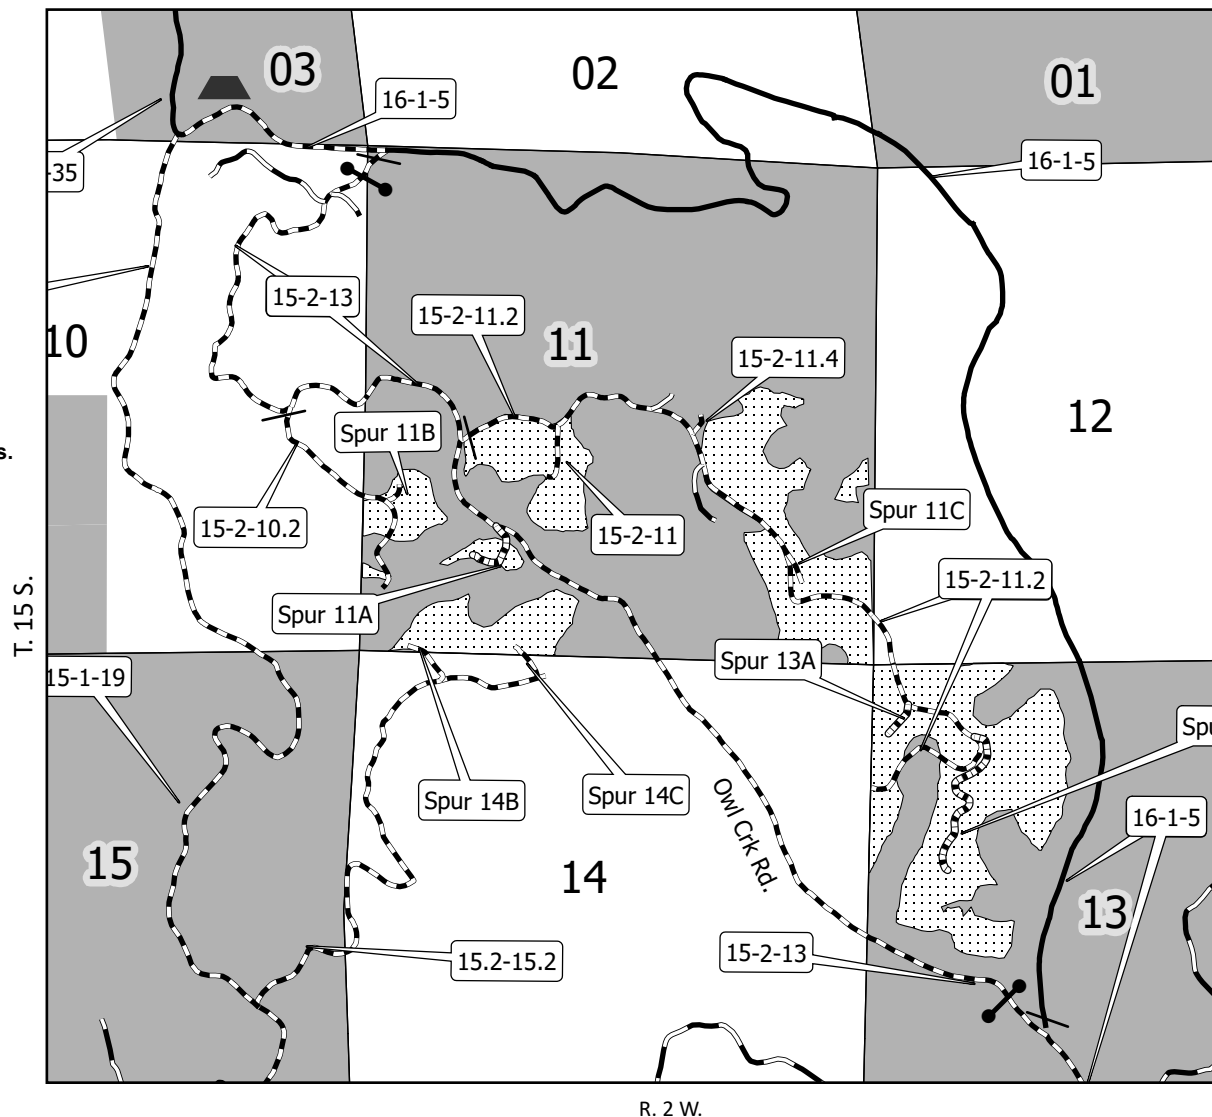 03
02
01
16-1-5
-35
16-1-5
15-2-13
15-2-11.2
10
11
15-2-11.4
12
Spur 11B
s.
Spur 11C
15-2-10.2
15-2-11
15-2-11.2
T. 15 S.
Spur 11A
Spur 13A
15-1-19
Spu
Spur 14B
Spur 14C
Owl Crk Rd.
16-1-5
15
14
13
15.2-15.2
15-2-13
R. 2 W.